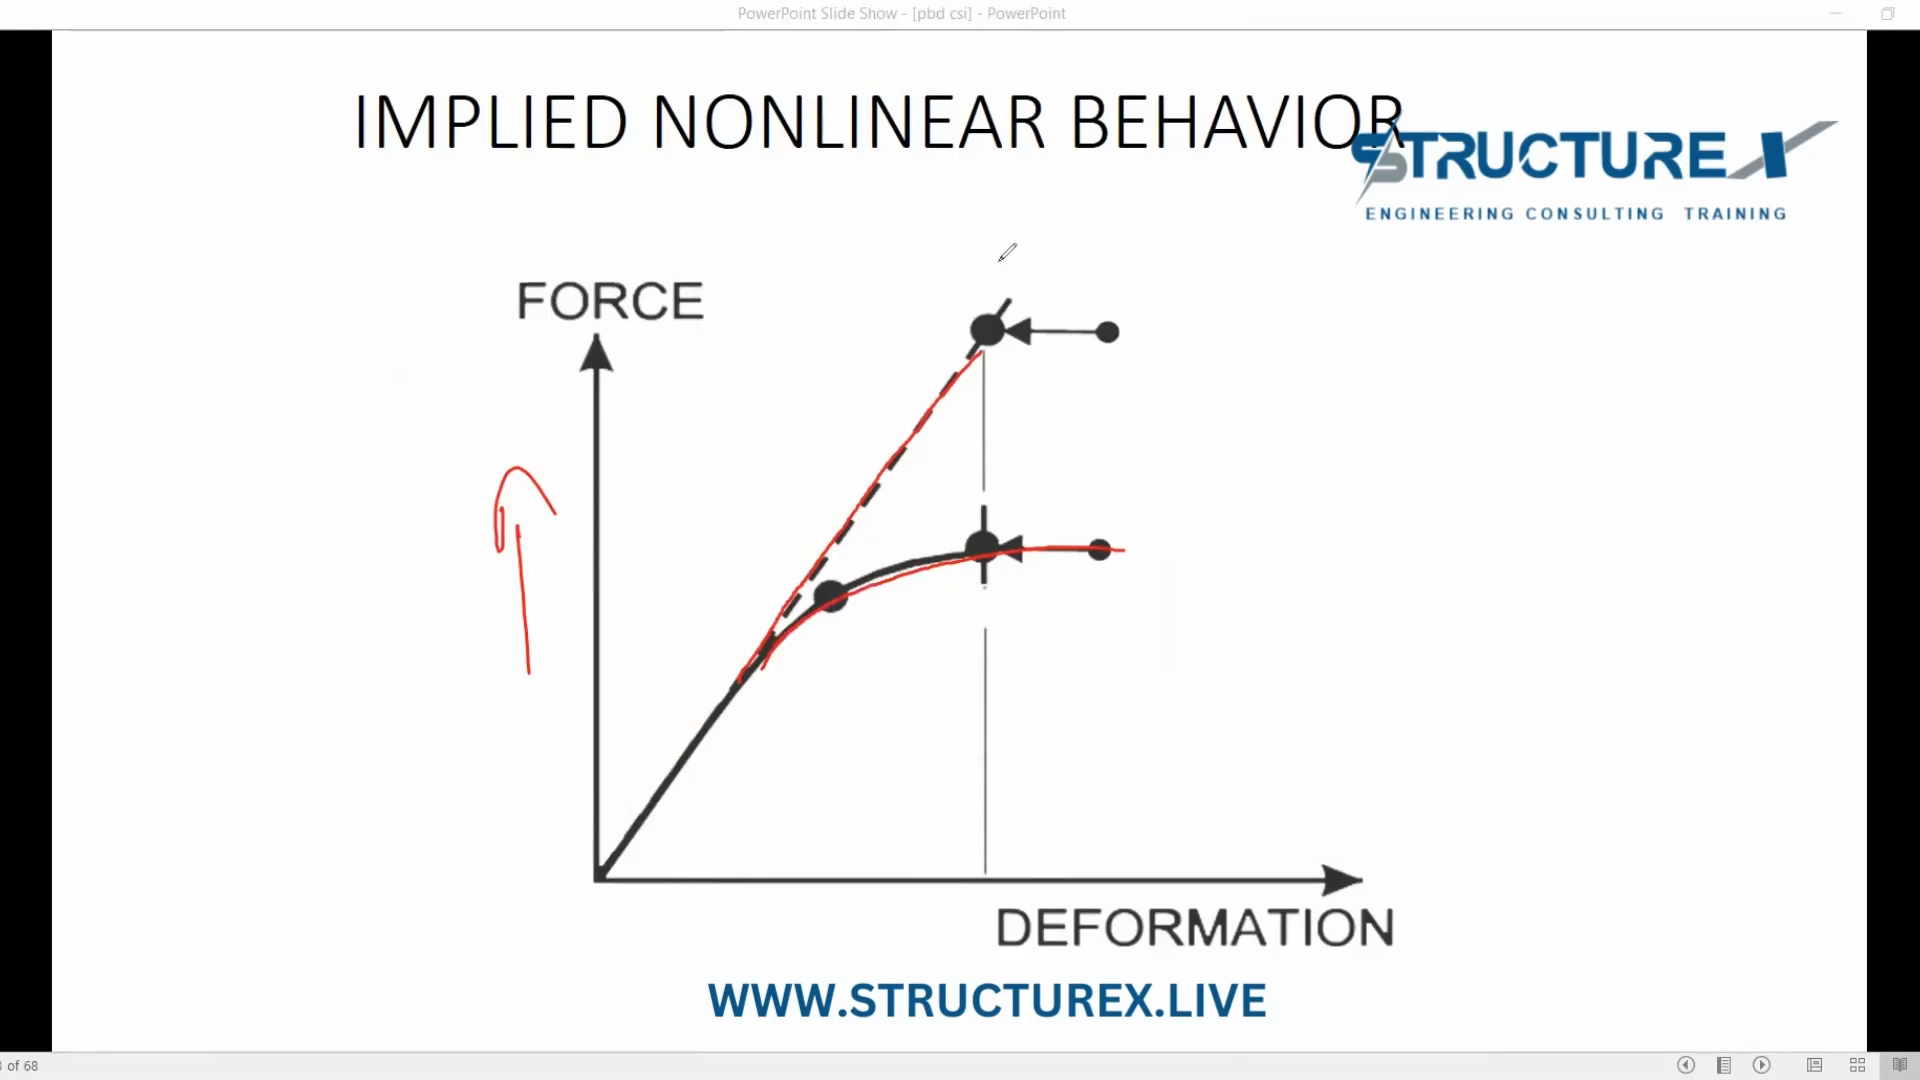 PowerPoint Slide Show - [pbd csi] - PowerPoint
IMPLIED NONLINEAR BEHAVIOR
STRUCTURE X
ENGINEERING CONSULTING TRAINING
FORCE
DEFORMATION
WWW.STRUCTUREX.LIVE
of 68